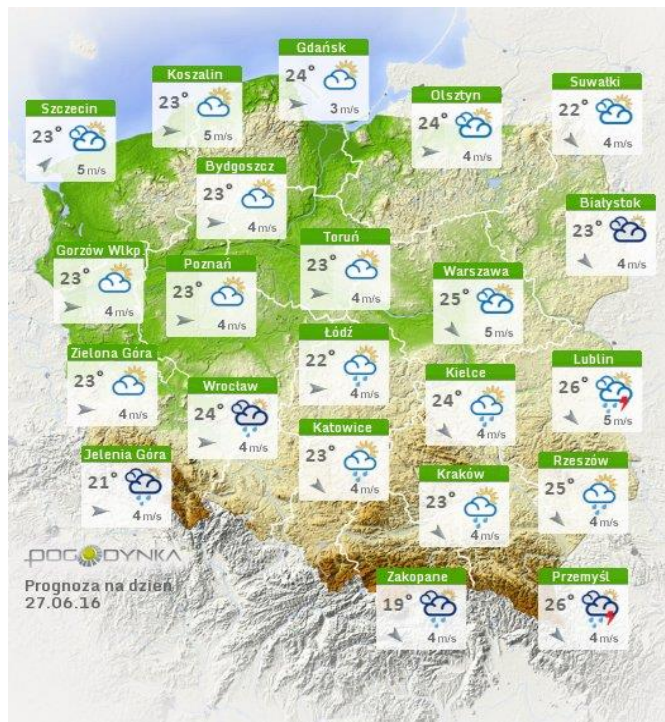 Gdańsk
24°
3 m/s
Koszalin
23°
5 m/s
Suwałki
22°
4 m/s
Olsztyn
24°
4 m/s
Szczecin
23°
5 m/s
Bydgoszcz
23°
4 m/s
Białystok
23°
4 m/s
Toruń
23°
4 m/s
Gorzów Wlkp
23°
4 m/s
Poznań
23°
4 m/s
Warszawa
25°
5 m/s
Łódź
22°
4 m/s
Zielona Góra
23°
4 m/s
Lublin
26°
5 m/s
Kielce
24°
4 m/s
Wrocław
24°
4 m/s
Katowice
23°
4 m/s
Jelenia Góra
21°
4 m/s
Rzeszów
25°
4 m/s
Kraków
23°
4 m/s
POGODYNKA
Prognoza na dzień
27.06.16
Zakopane
19°
4 m/s
Przemyśl
26°
4 m/s